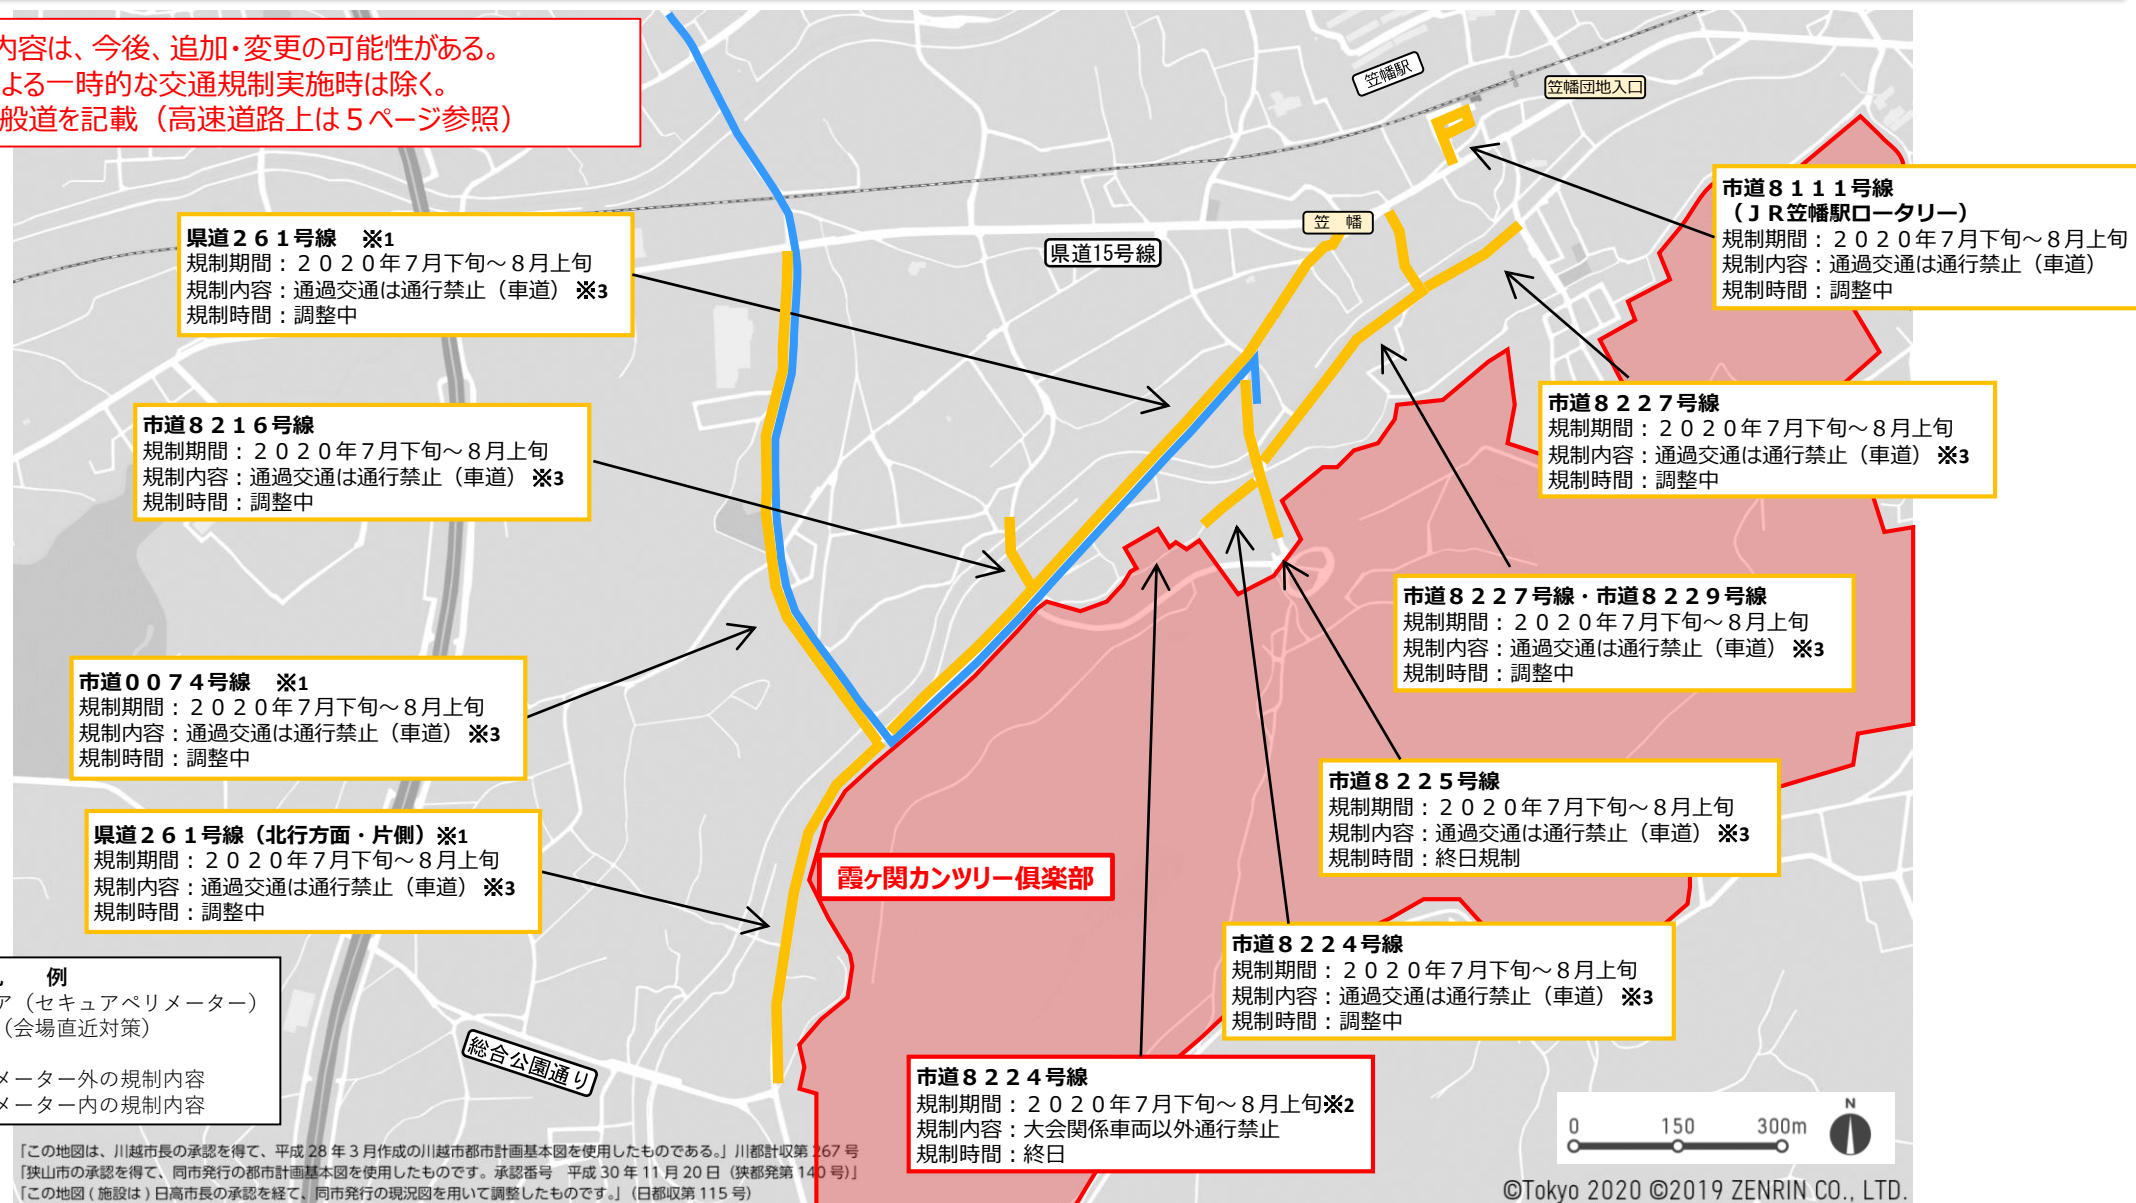 内容は、今後、追加・変更の可能性がある。
よる一時的な交通規制実施時は除く。
般道を記載（高速道路上は５ページ参照）
笠幡駅
笠幡団地入口
市道８１１１号線
（ＪＲ笠幡駅ロータリー）
規制期間：２０２０年７月下旬～８月上旬
規制内容：通過交通は通行禁止（車道）
規制時間：調整中
県道２６１号線　※1
規制期間：２０２０年７月下旬～８月上旬
規制内容：通過交通は通行禁止（車道）※3
規制時間：調整中
笠　幡
県道15号線
市道８２１６号線
規制期間：２０２０年７月下旬～８月上旬
規制内容：通過交通は通行禁止（車道）※3
規制時間：調整中
市道８２２７号線
規制期間：２０２０年７月下旬～８月上旬
規制内容：通過交通は通行禁止（車道）※3
規制時間：調整中
市道８２２７号線・市道８２２９号線
規制期間：２０２０年７月下旬～８月上旬
規制内容：通過交通は通行禁止（車道）※3
規制時間：調整中
市道００７４号線　※1
規制期間：２０２０年７月下旬～８月上旬
規制内容：通過交通は通行禁止（車道）※3
規制時間：調整中
市道８２２５号線
規制期間：２０２０年７月下旬～８月上旬
規制内容：通過交通は通行禁止（車道）※3
規制時間：終日規制
県道２６１号線（北行方面・片側）※1
規制期間：２０２０年７月下旬～８月上旬
規制内容：通過交通は通行禁止（車道）※3
規制時間：調整中
霞ヶ関カンツリー倶楽部
市道８２２４号線
規制期間：２０２０年７月下旬～８月上旬
規制内容：通過交通は通行禁止（車道）※3
規制時間：調整中
例
ア（セキュアペリメーター）
（会場直近対策）
メーター外の規制内容
メーター内の規制内容
総合公園通り
市道８２２４号線
規制期間：２０２０年７月下旬～８月上旬※2
規制内容：大会関係車両以外通行禁止
規制時間：終日
0 150 300m
N
「この地図は、川越市長の承認を得て、平成 28 年 3 月作成の川越市都市計画基本図を使用したものである。」川都計収第 267 号
「狭山市の承認を得て、同市発行の都市計画基本図を使用したものです。承認番号　平成 30 年 11 月 20 日（狭都発第 140 号）」
「この地図 ( 施設は ) 日高市長の承認を経て、同市発行の現況図を用いて調整したものです。」（日都収第 115 号）
©Tokyo 2020 ©2019 ZENRIN CO., LTD.